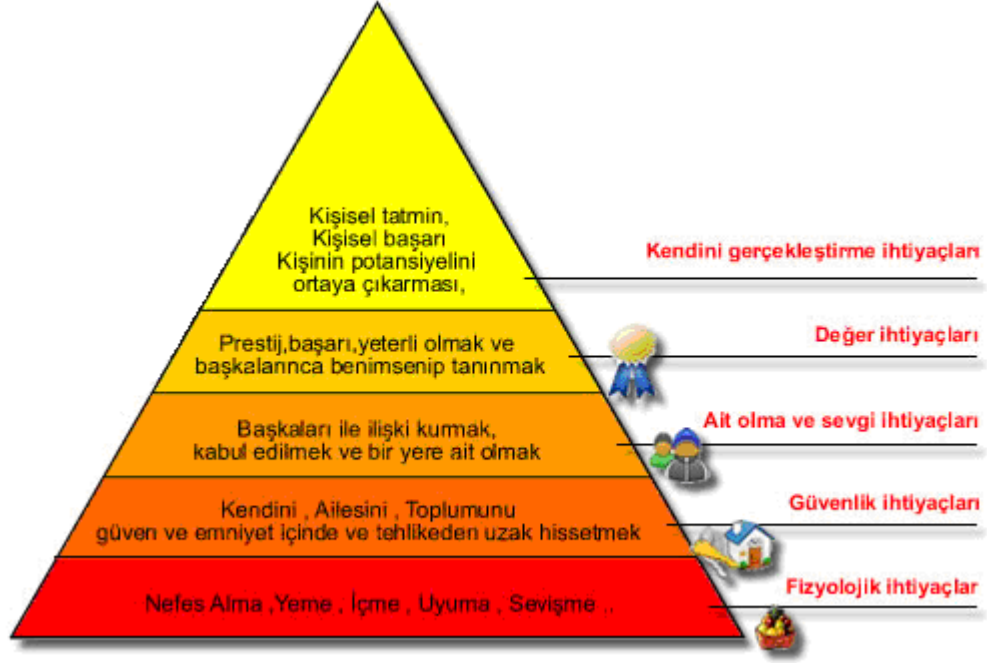 Kişisel tatmin,
Kişisel başarı
Kişinin potansiyelini
ortaya çıkarması,
Kendini gerçekleştirme ihtiyaçları
Prestij,başarı,yeterli olmak ve
başkalarınca benimsenip tanınmak
Değer ihtiyaçları
Başkaları ile ilişki kurmak,
kabul edilmek ve bir yere ait olmak
Ait olma ve sevgi ihtiyaçları
Kendini , Ailesini , Toplumunu
güven ve emniyet içinde ve tehlikeden uzak hissetmek
Güvenlik ihtiyaçları
Nefes Alma ,Yeme , İçme , Uyuma , Sevişme ..
Fizyolojik ihtiyaçlar